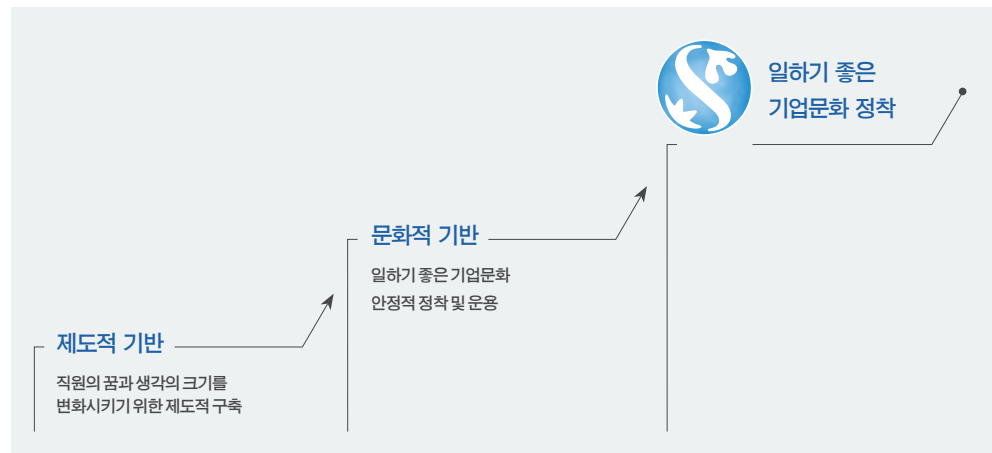 일하기 좋은
기업문화 정착
문화적 기반
일하기 좋은 기업문화
안정적 정착 및 운용
제도적 기반
직원의 꿈과 생각의 크기를
변화시키기 위한 제도적 구축